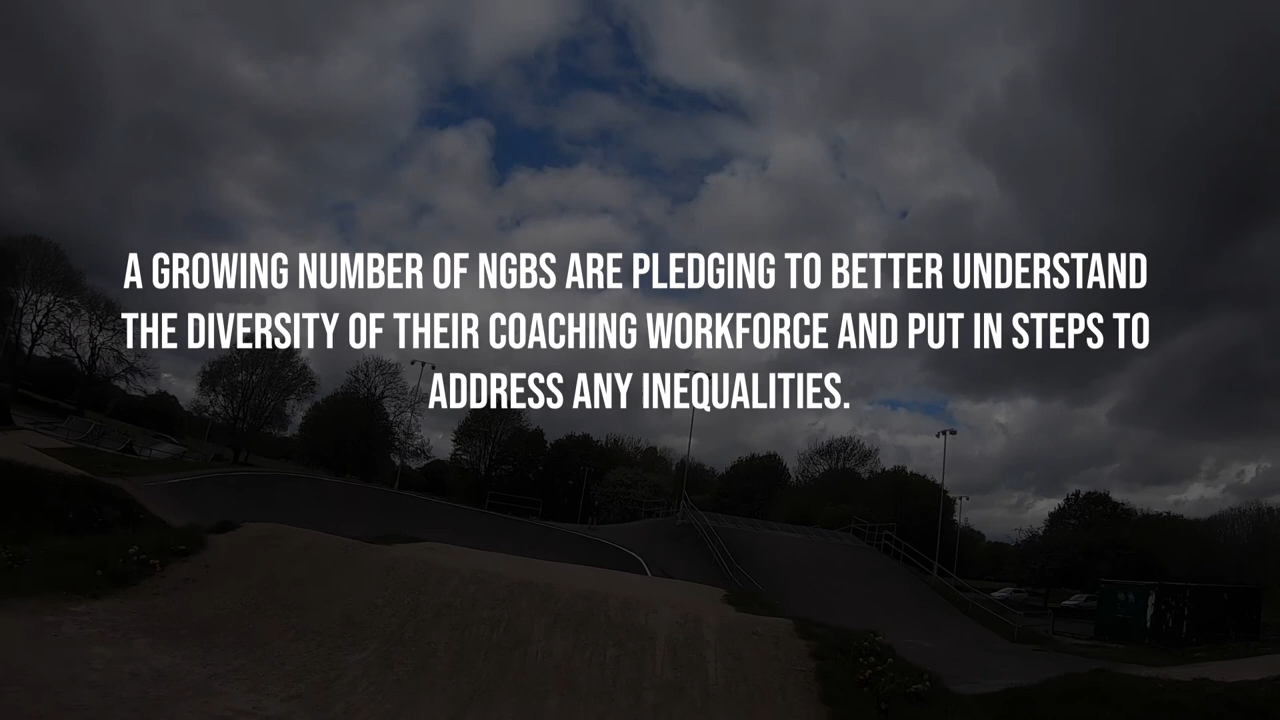 A GROWING NUMBER OF NGBS ARE PLEDGING TO BETTER UNDERSTAND
THE DIVERSITY OF THEIR COACHING WORKFORCE AND PUT IN STEPS TO
ADDRESS ANY INEQUALITIES.